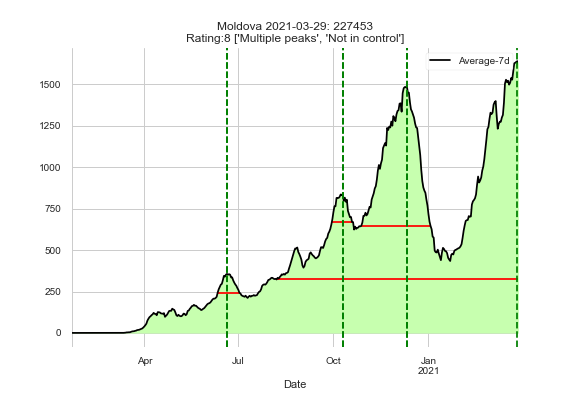 Moldova 2021-03-29: 227453
Rating:8 ['Multiple peaks', 'Not in control']
Average-7d
1500
1250
1000
750
500
250
0
Apr
Jul
Oct
Jan
2021
Date